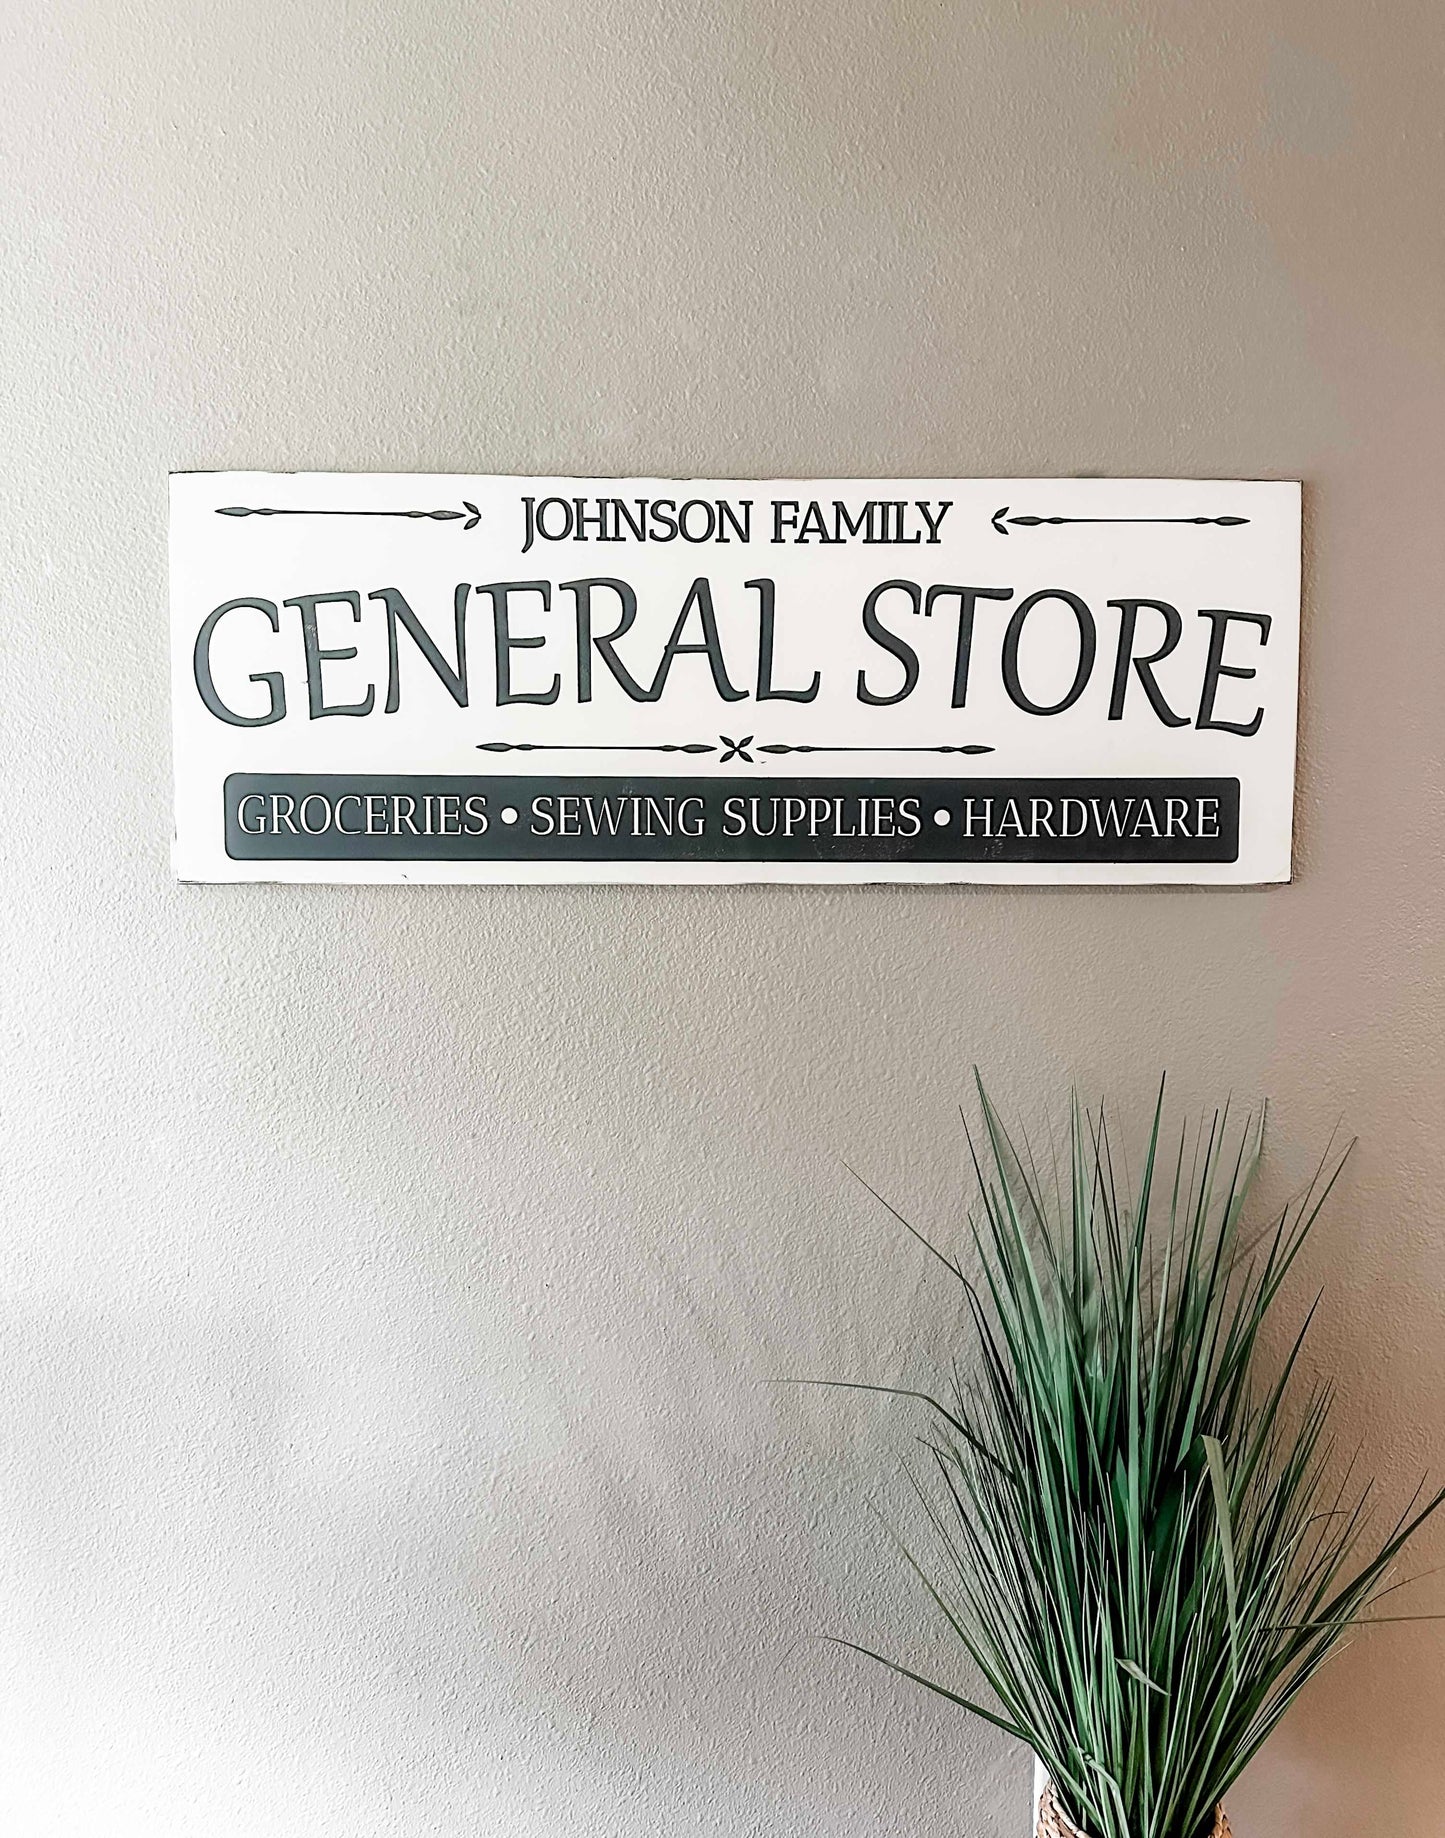 JOHNSON FAMILY
GENERAL STORE
GROCERIES • SEWING SUPPLIES • HARDWARE